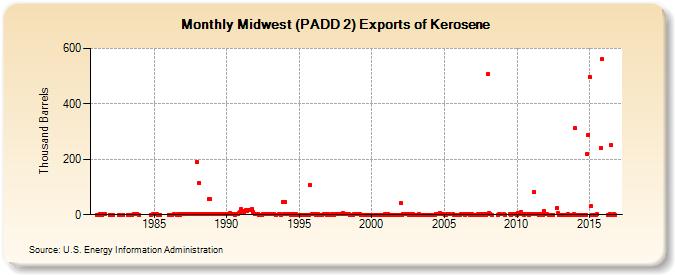 Monthly Midwest (PADD 2) Exports of Kerosene
Thousand Barrels
600
400
200
0
1985 1990 1995 2000 2005 2010 2015
Source: U.S. Energy Information Administration